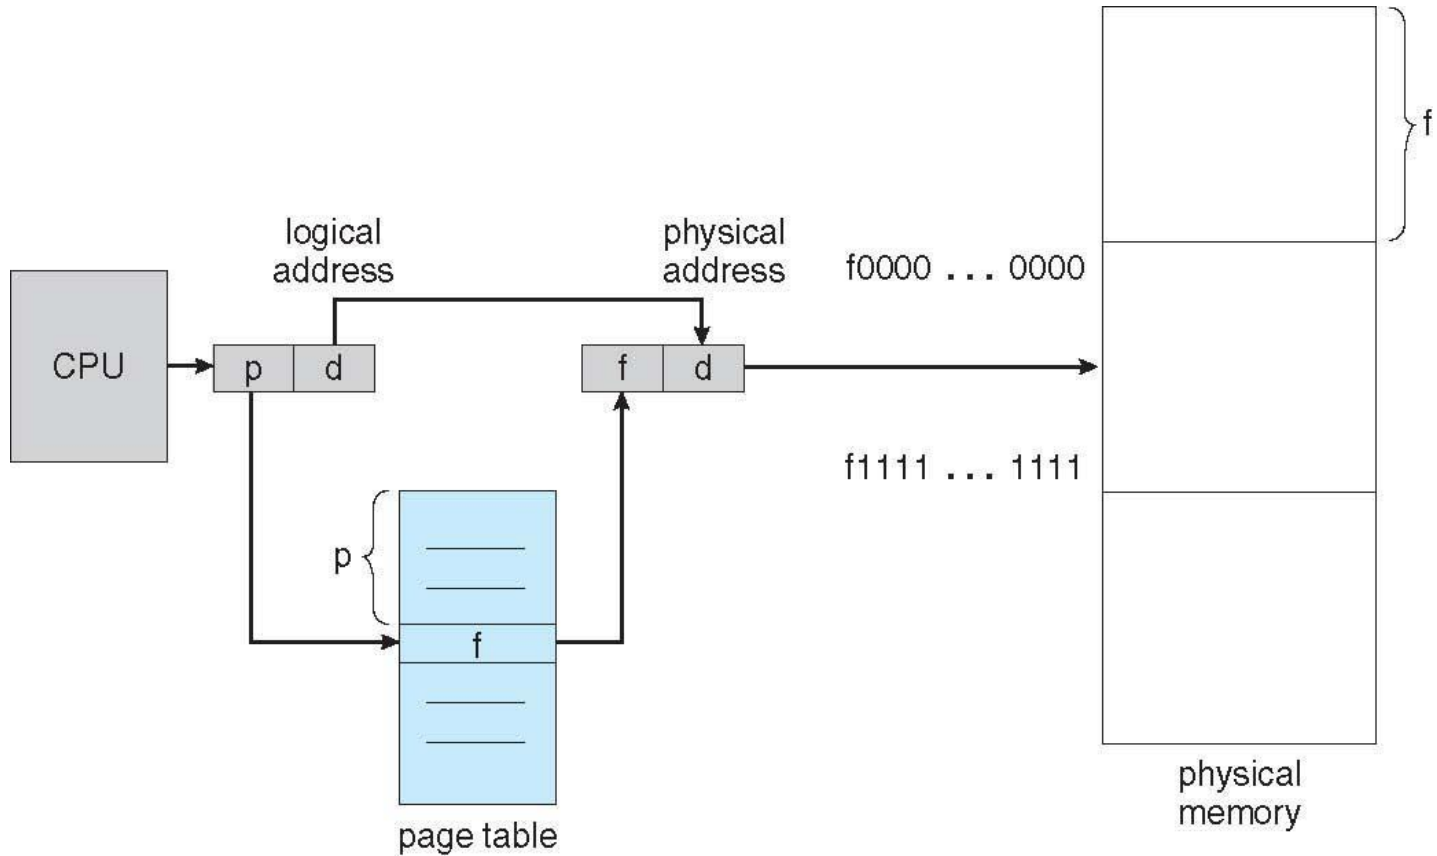 f
logical
address
physical
address
f0000 ... 0000
CPU
p
d
f
d
f1111 ... 1111
p
f
physical
memory
page table